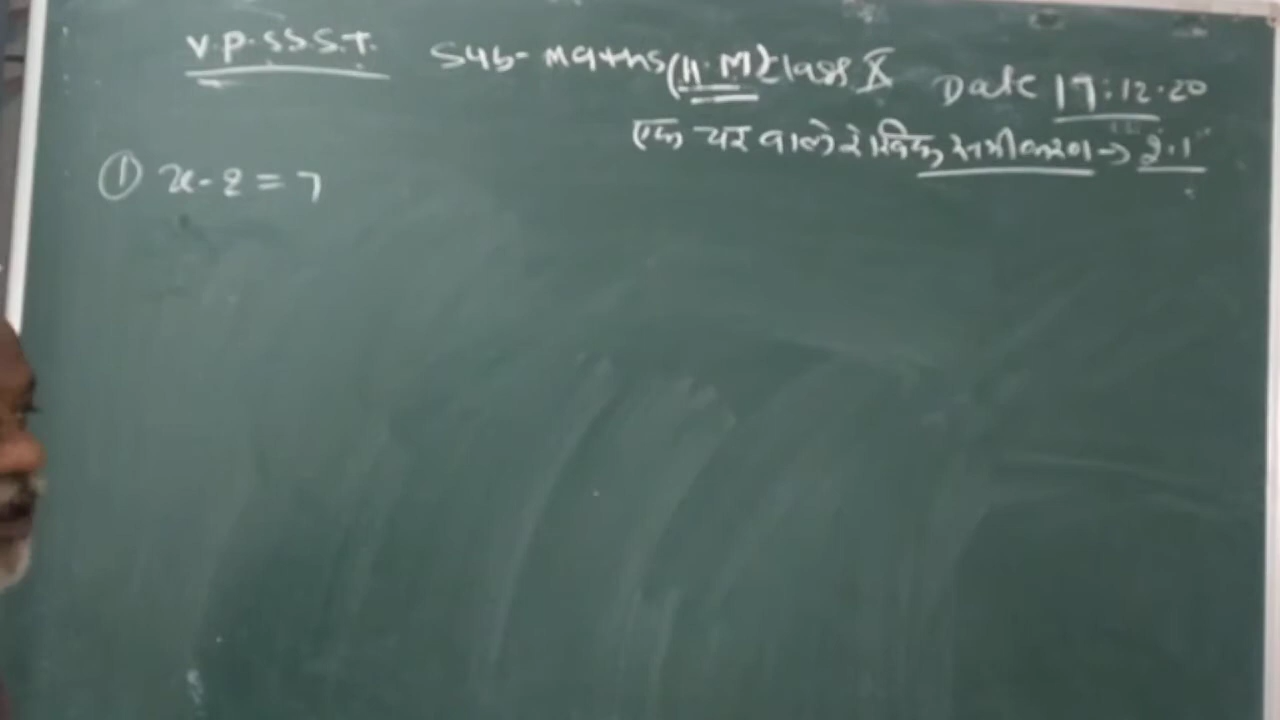 V.P.S.S.S.T. Sub- Maths (H.M) Class X Date 17:12.20
एक चर वाले रैखिक समीकरण → 2.1
① x - 2 = 7